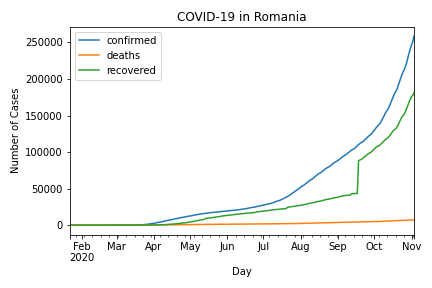 COVID-19 in Romania
confirmed
deaths
recovered
250000
200000
150000
100000
50000
0
Number of Cases
Feb Mar Apr May Jun Jul Aug Sep Oct Nov
2020
Day